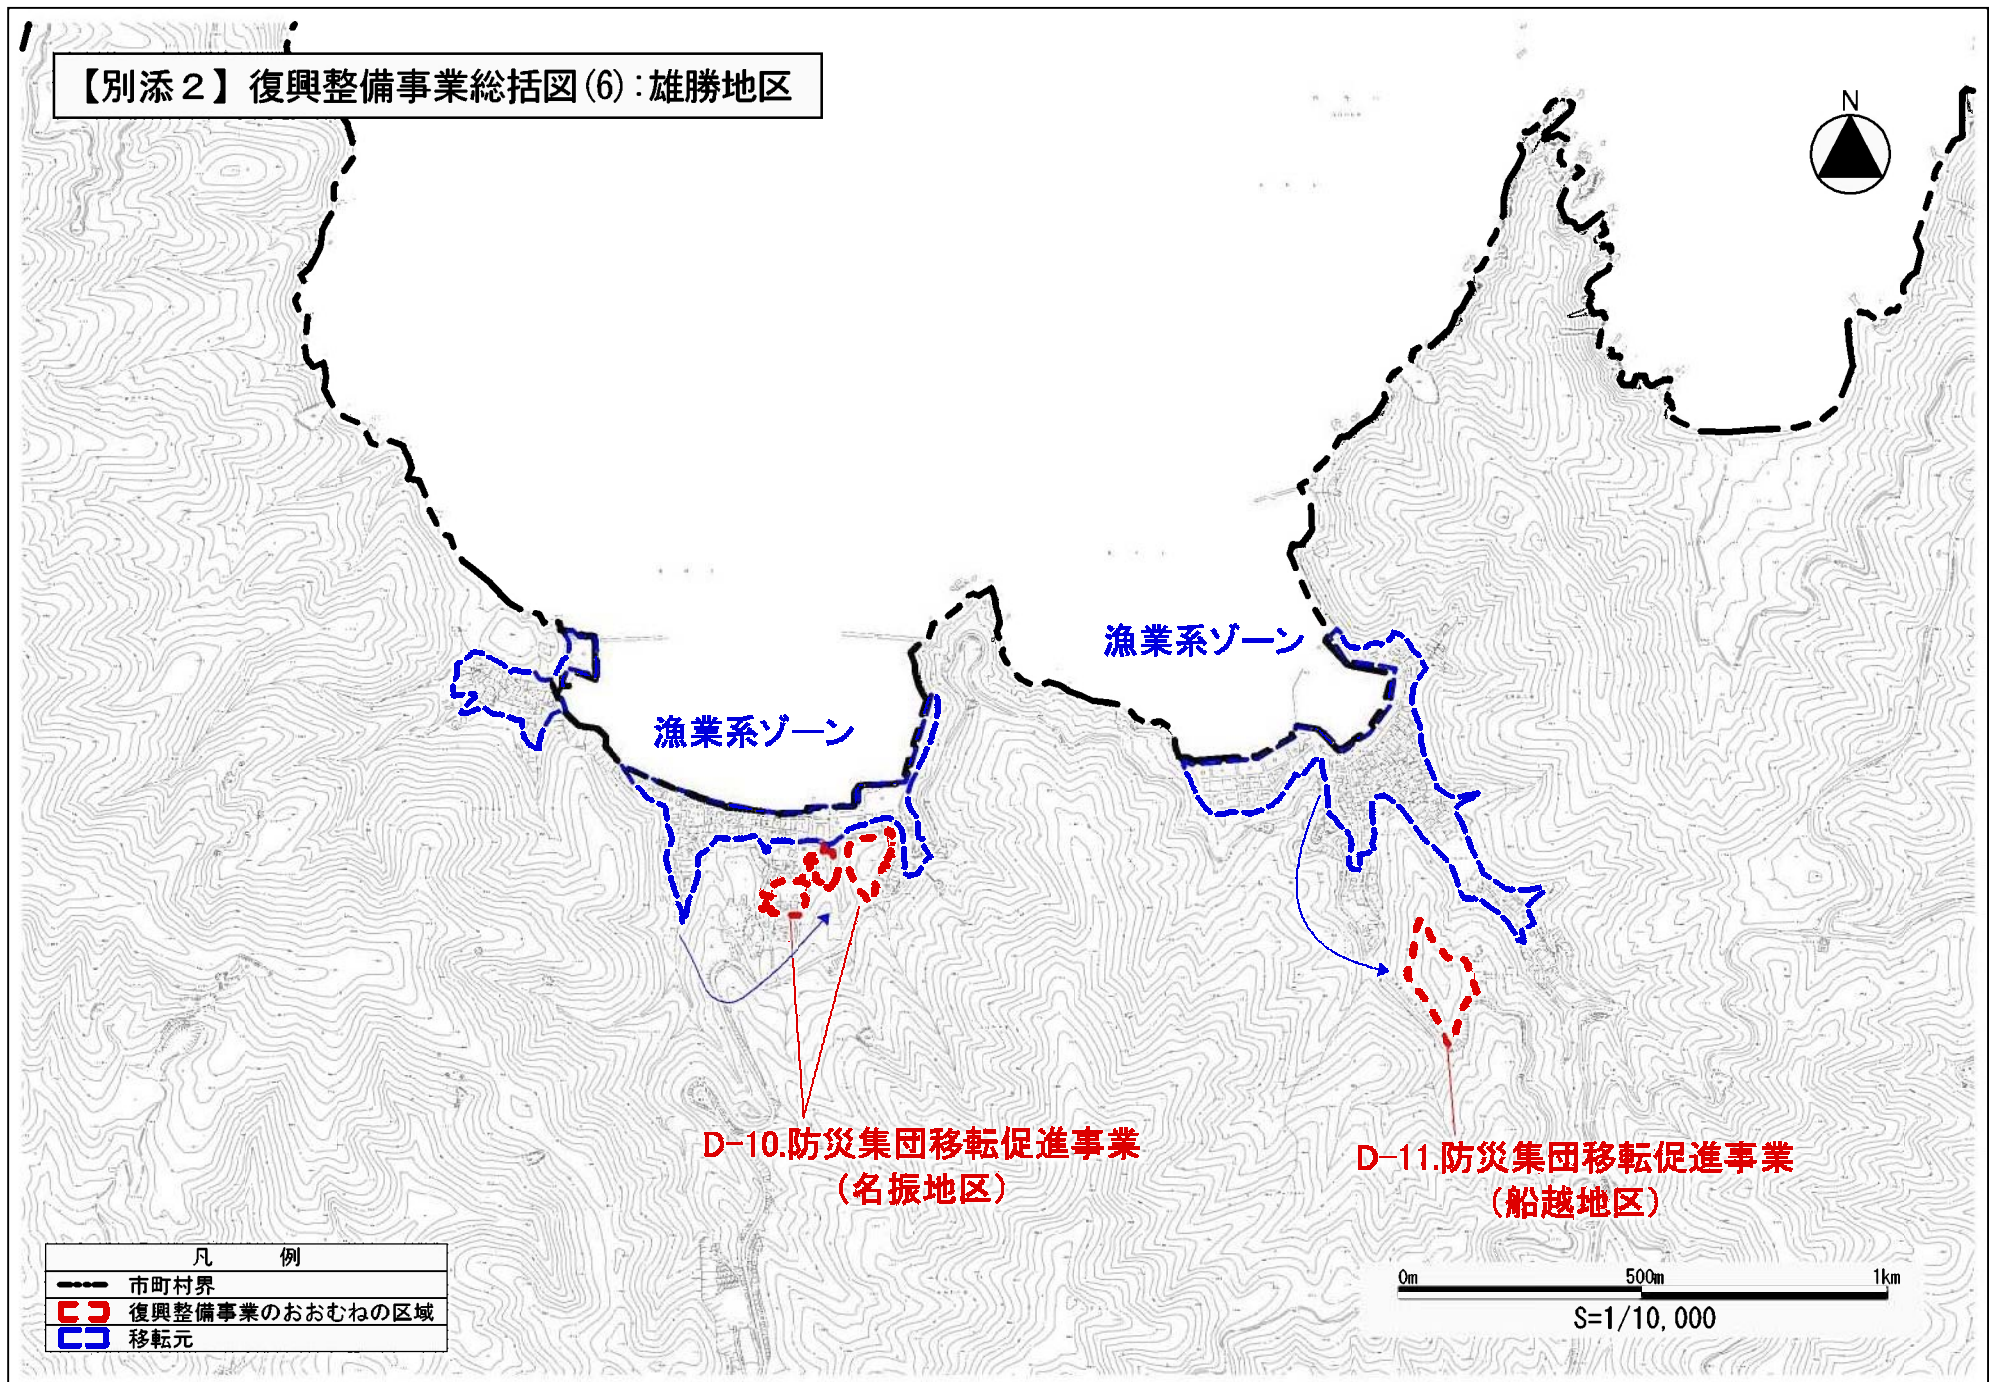 【別添２】復興整備事業総括図(6):雄勝地区
N
漁業系ゾーン
漁業系ゾーン
D-10.防災集団移転促進事業
(名振地区)
D-11.防災集団移転促進事業
(船越地区)
凡 例
市町村界
復興整備事業のおおむねの区域
移転元
0m 500m 1km
S=1/10,000